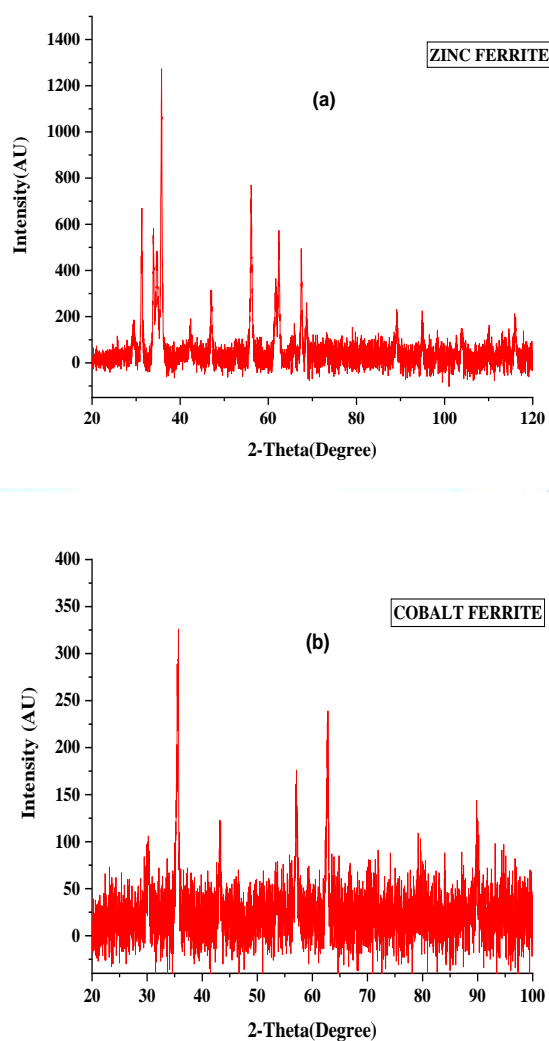 ZINC FERRITE
(a)
Intensity(AU)
1400
1200
1000
800
600
400
200
0
20 40 60 80 100 120
2-Theta(Degree)
COBALT FERRITE
(b)
Intensity (AU)
400
350
300
250
200
150
100
50
0
20 30 40 50 60 70 80 90 100
2-Theta(Degree)